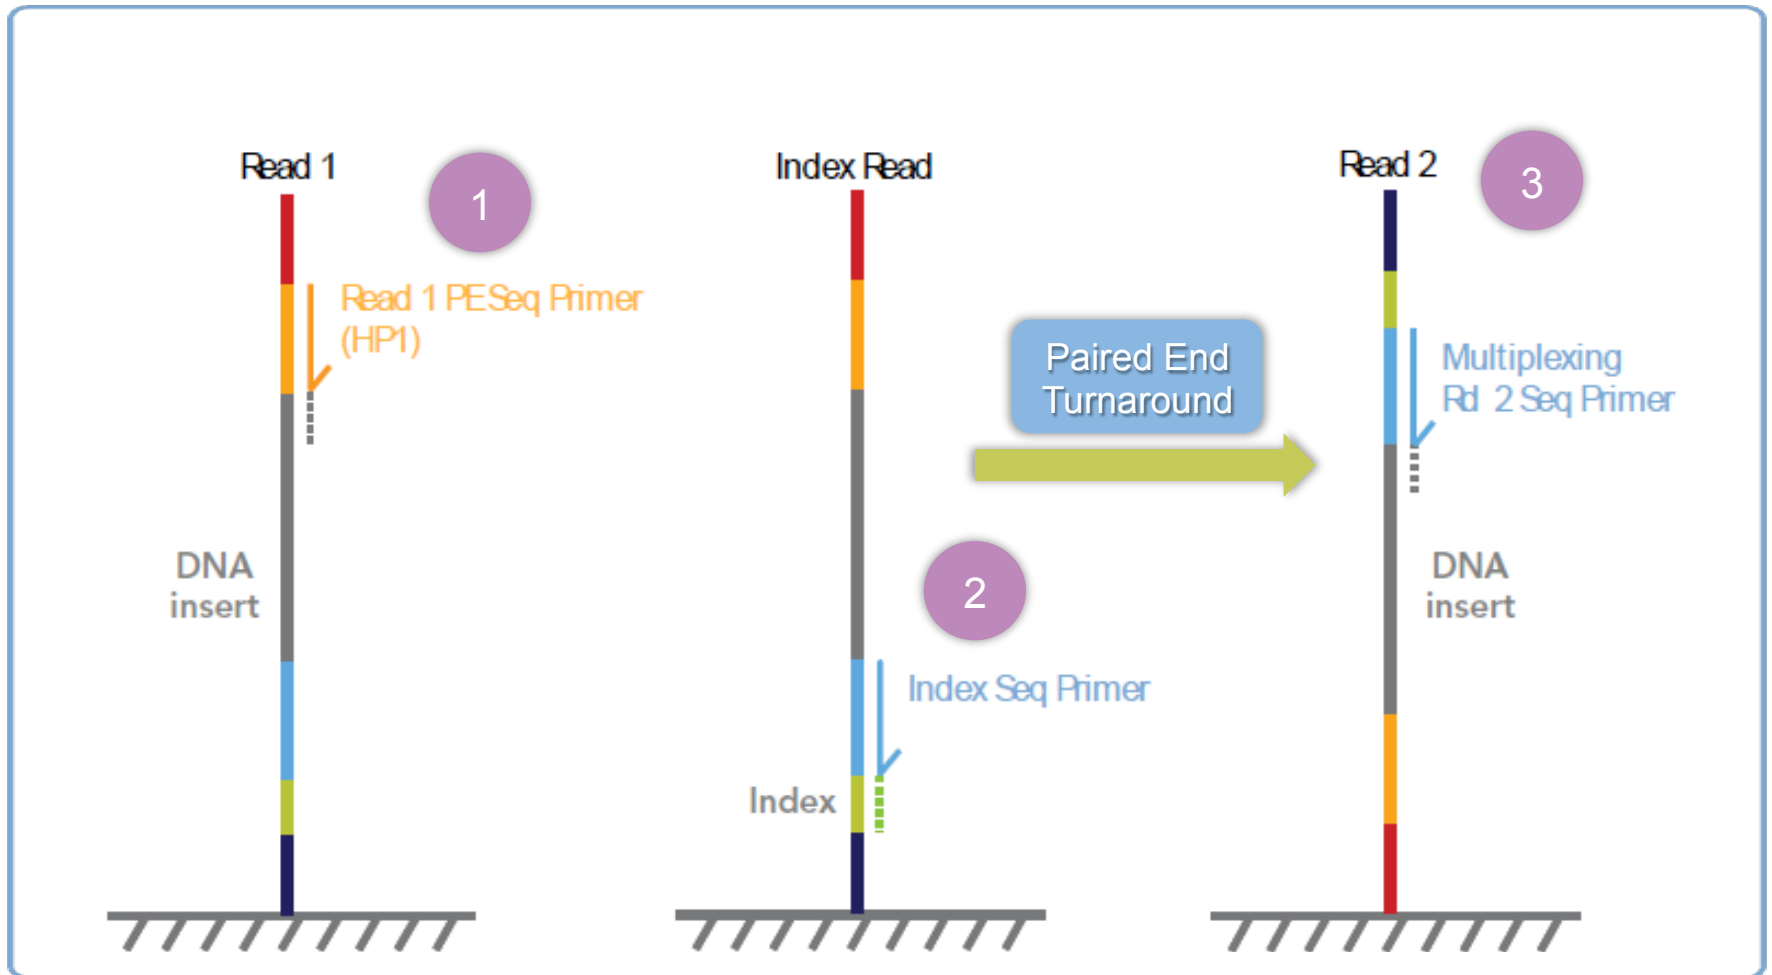 Read 1
1
Read 1 PE Seq Primer
(HP1)
DNA
insert
Index Read
2
Index Seq Primer
Index
Paired End
Turnaround
Read 2
3
Multiplexing
Rd 2 Seq Primer
DNA
insert